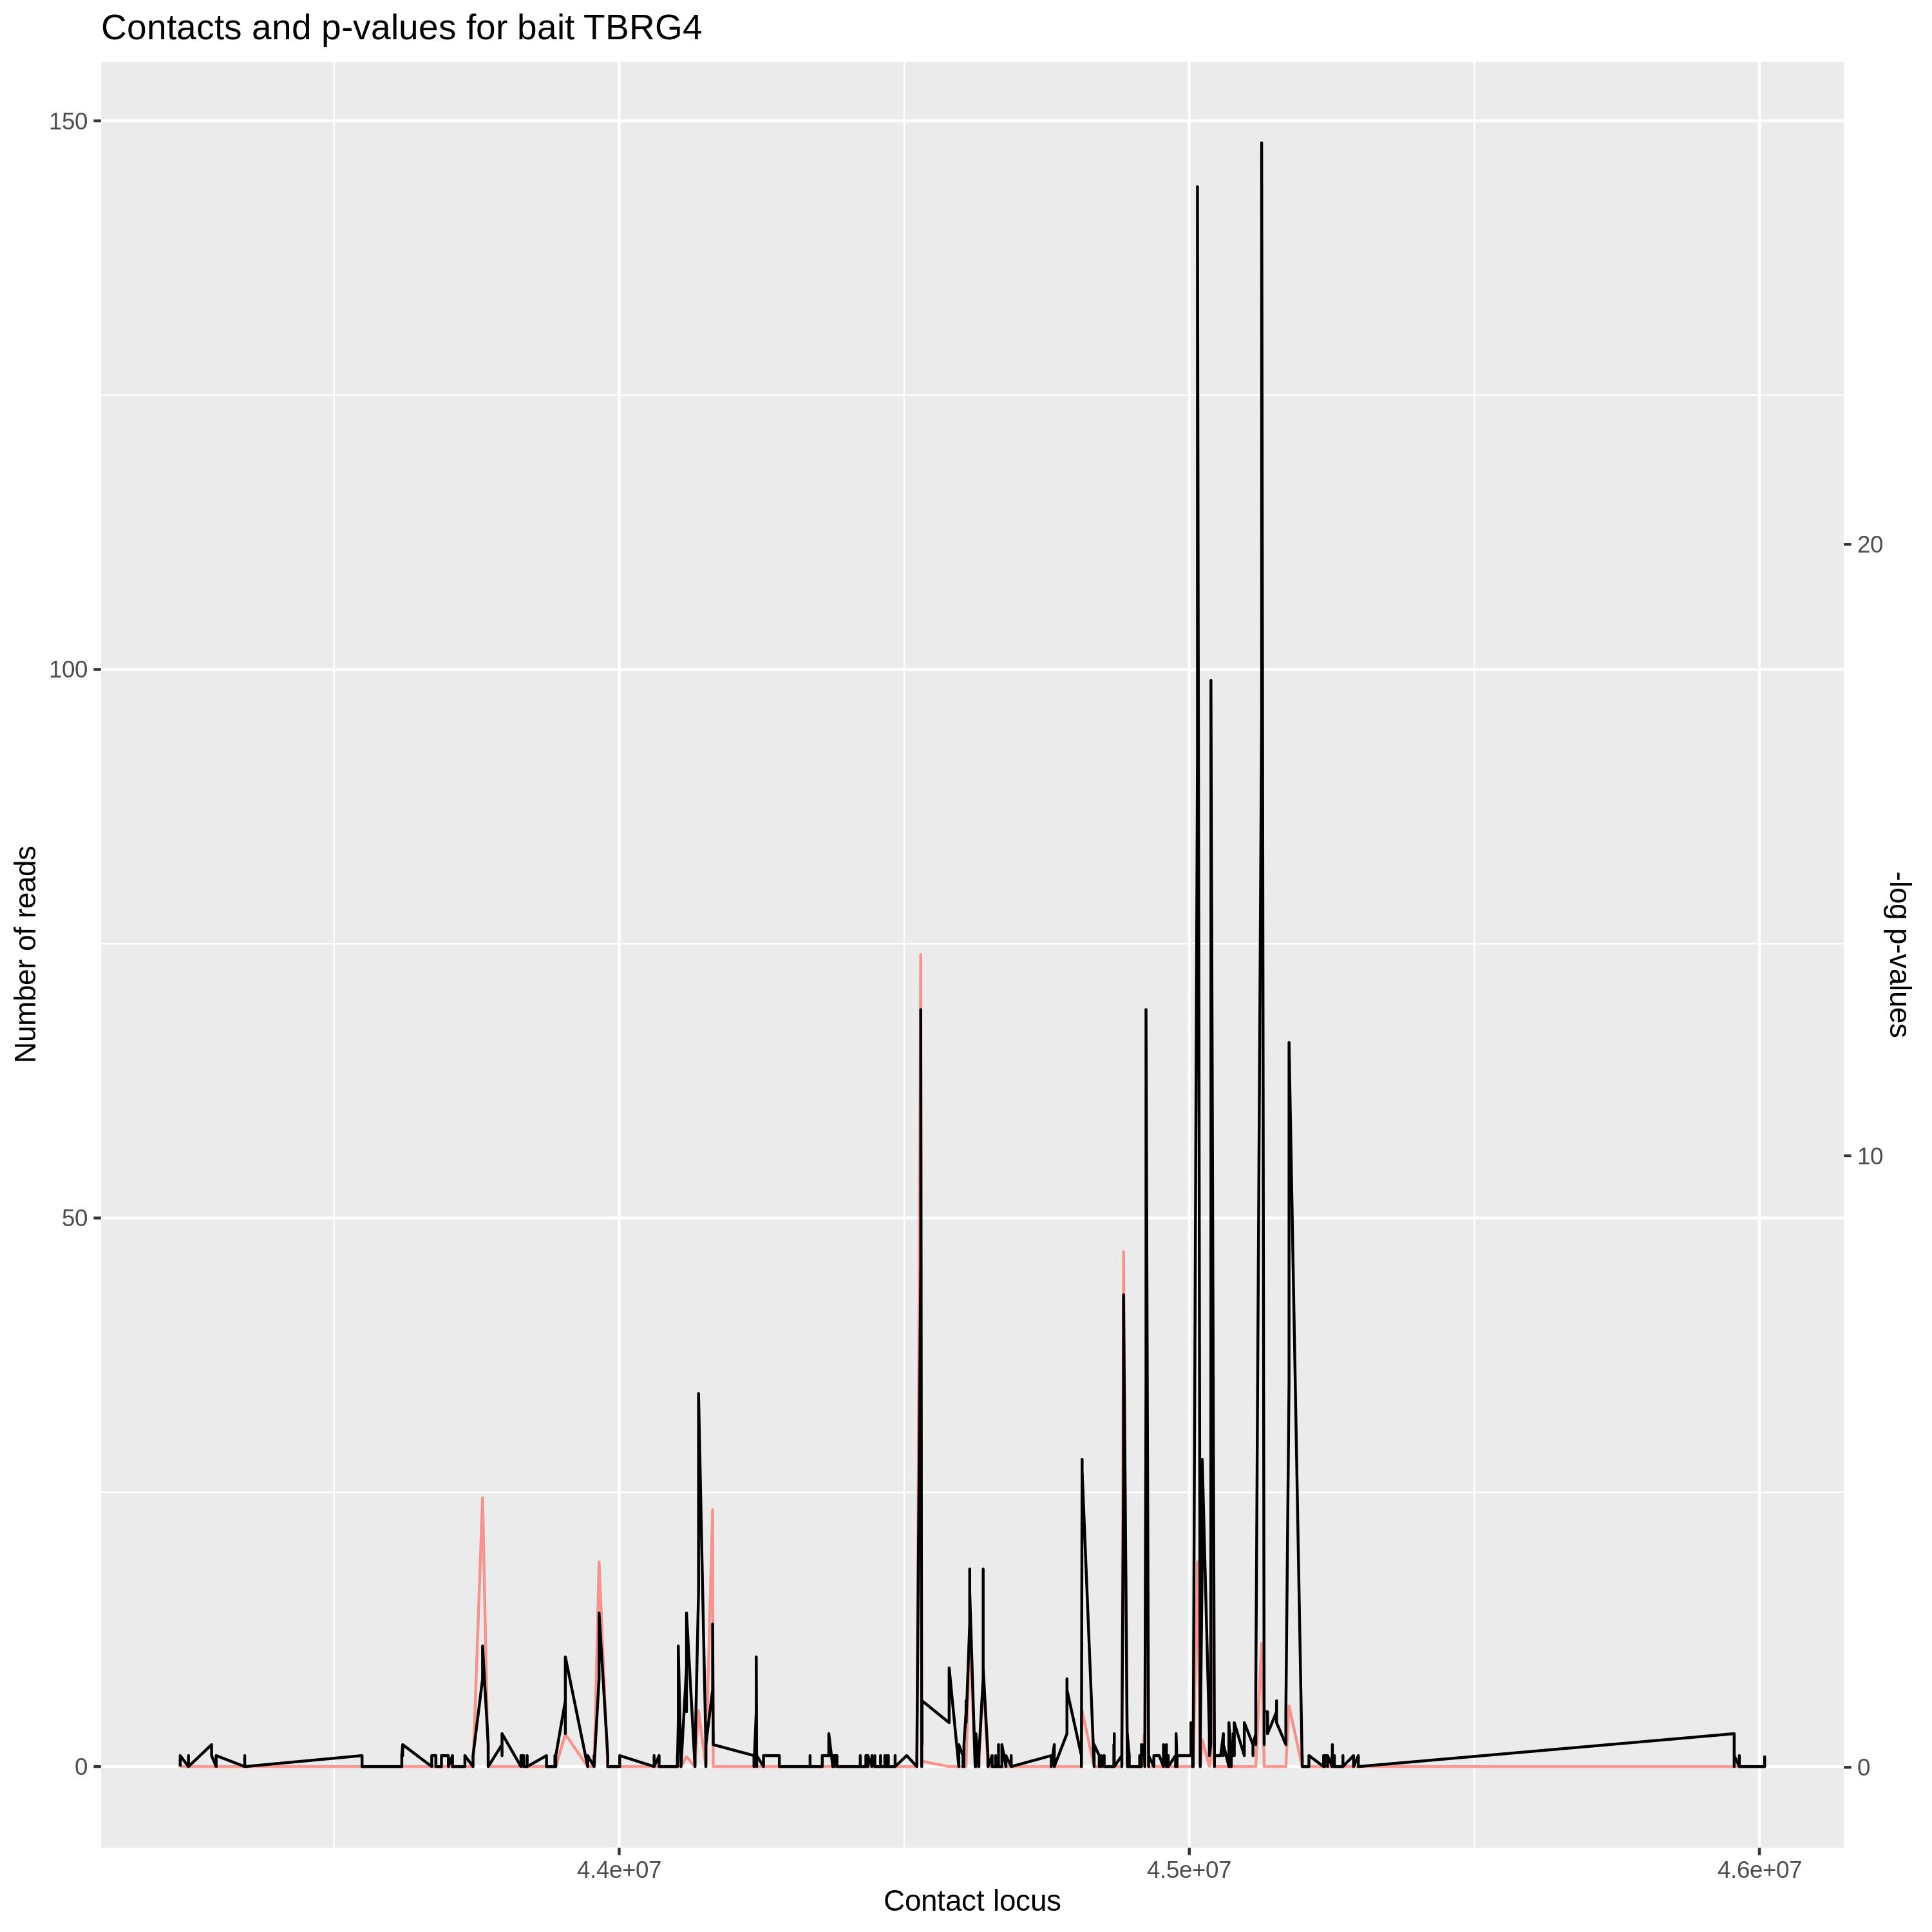 Contacts and p-values for bait TBRG4
150
100
50
0
Number of reads
20
10
0
-log p-values
4.4e+07
4.5e+07
4.6e+07
Contact locus